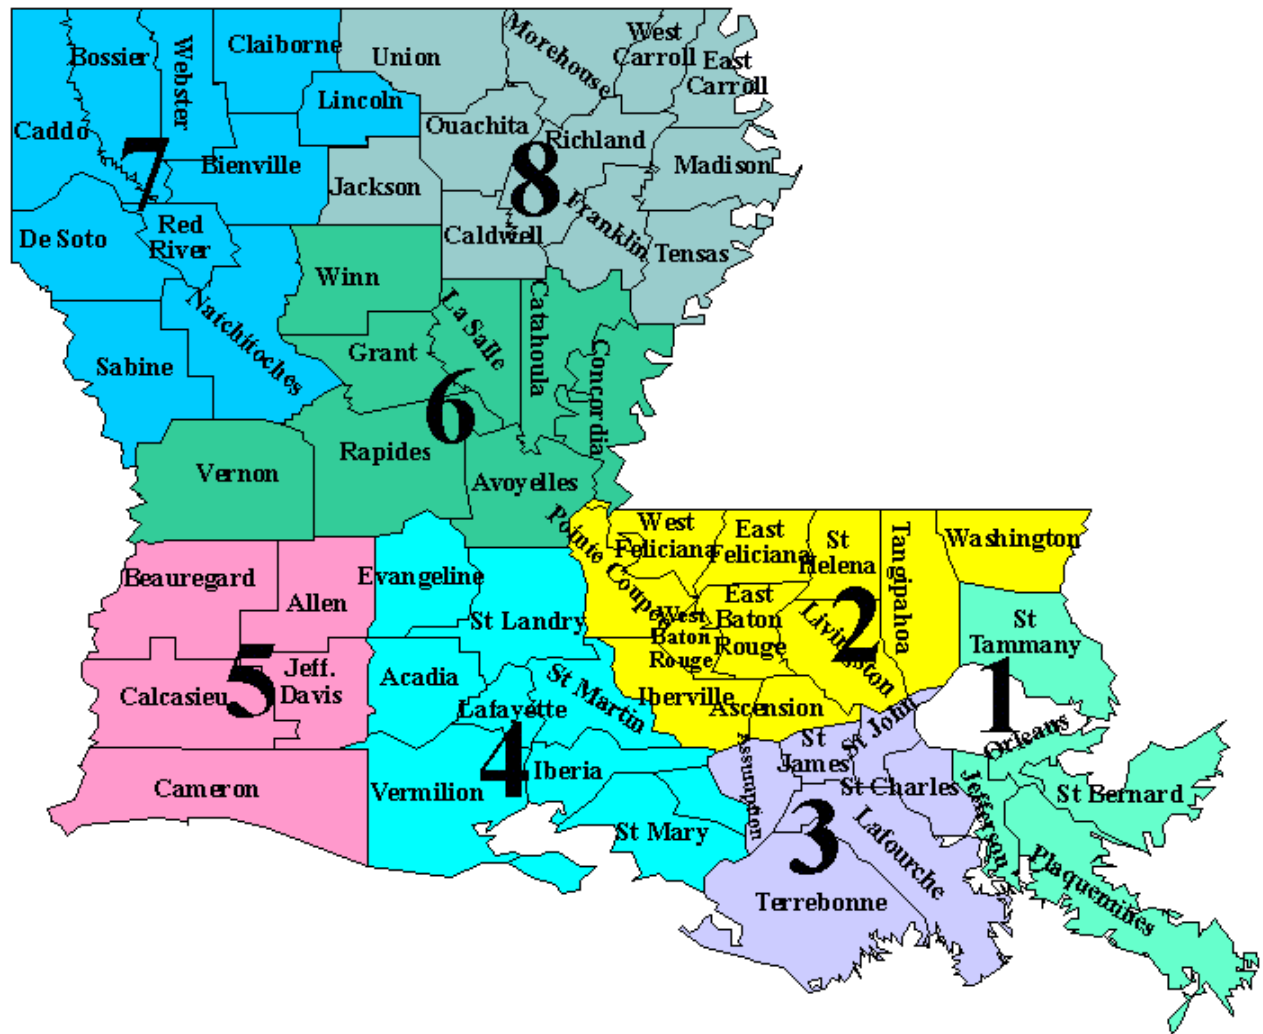 Bossier
Webster
Claiborne
Union
Morehouse
West
Carroll
East
Carroll
Caddo
Lincoln
Ouachita
Richland
Madison
7
Bienville
Jackson
8
Franklin
De Soto
Red
River
Caldwell
Tensas
Winn
Natchitoches
La Salle
Catahoula
Concordia
Sabine
Grant
6
Rapides
Vernon
Avoyelles
Pointe Coupee
West
Feliciana
East
Feliciana
St
Helena
Tangipahoa
Washington
Beauregard
Allen
Evangeline
St Landry
West
Baton
Rouge
East
Baton
Rouge
Livingston
2
St
Tammany
Calcasieu
5
Jeff.
Davis
Acadia
Lafayette
St Martin
Iberville
Ascension
1
St John
Orleans
Cameron
Vermilion
4
Iberia
Assumption
St
James
St Charles
Jefferson
St Bernard
St Mary
3
Lafourche
Plaquemines
Terrebonne